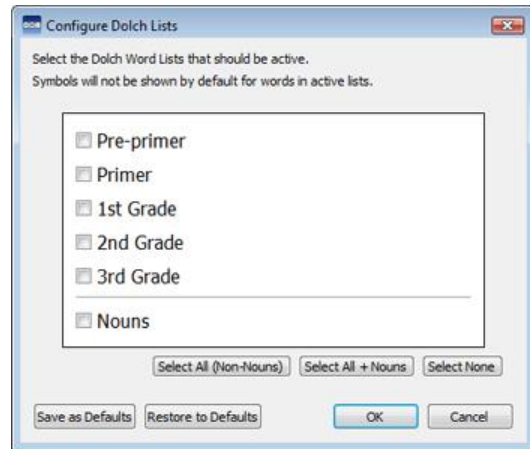 Configure Dolch Lists
Select the Dolch Word Lists that should be active.
Symbols will not be shown by default for words in active lists.
Pre-primer
Primer
1st Grade
2nd Grade
3rd Grade
Nouns
Select All (Non-Nouns) Select All + Nouns Select None
Save as Defaults Restore to Defaults OK Cancel